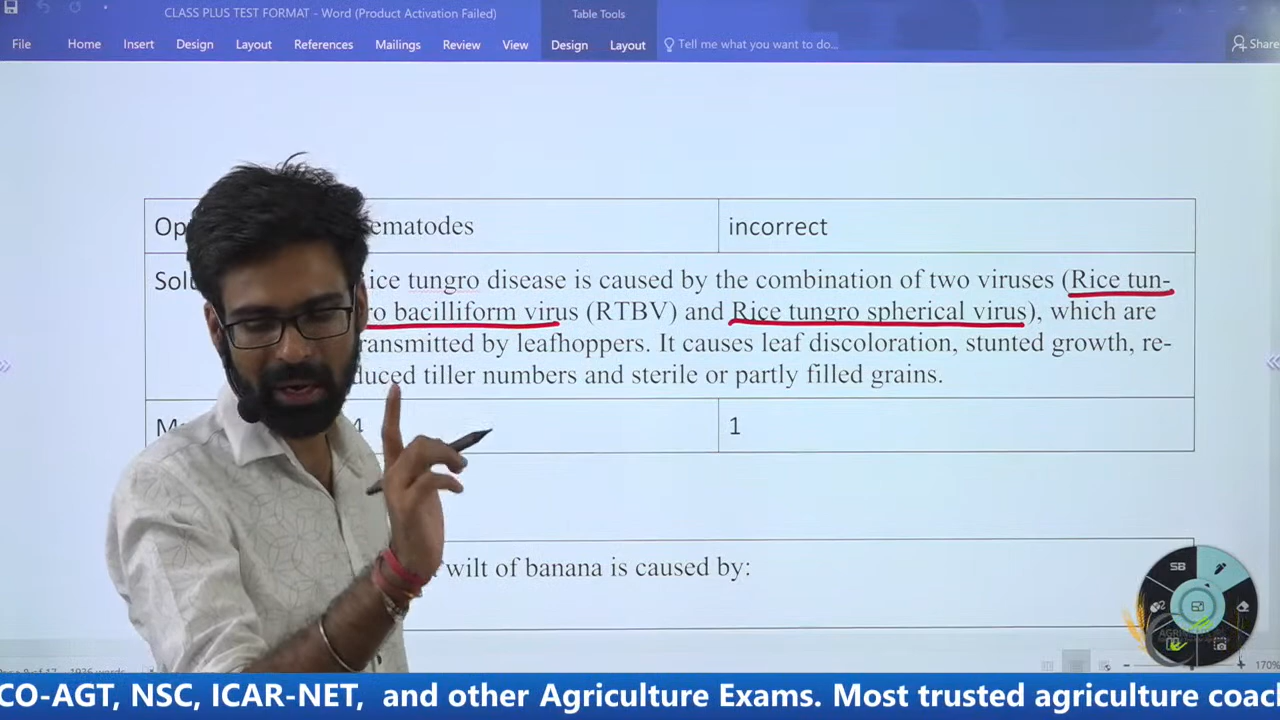 CLASS PLUS TEST FORMAT - Word (Product Activation Failed)
Table Tools
File Home Insert Design Layout References Mailings Review View Design Layout Tell me what you want to do... Share
ematodes incorrect
ice tungro disease is caused by the combination of two viruses (Rice tun-
ro bacilliform virus (RTBV) and Rice tungro spherical virus), which are
ransmitted by leafhoppers. It causes leaf discoloration, stunted growth, re-
duced tiller numbers and sterile or partly filled grains.
4 1
wilt of banana is caused by:
SB
170%
CO-AGT, NSC, ICAR-NET, and other Agriculture Exams. Most trusted agriculture coac